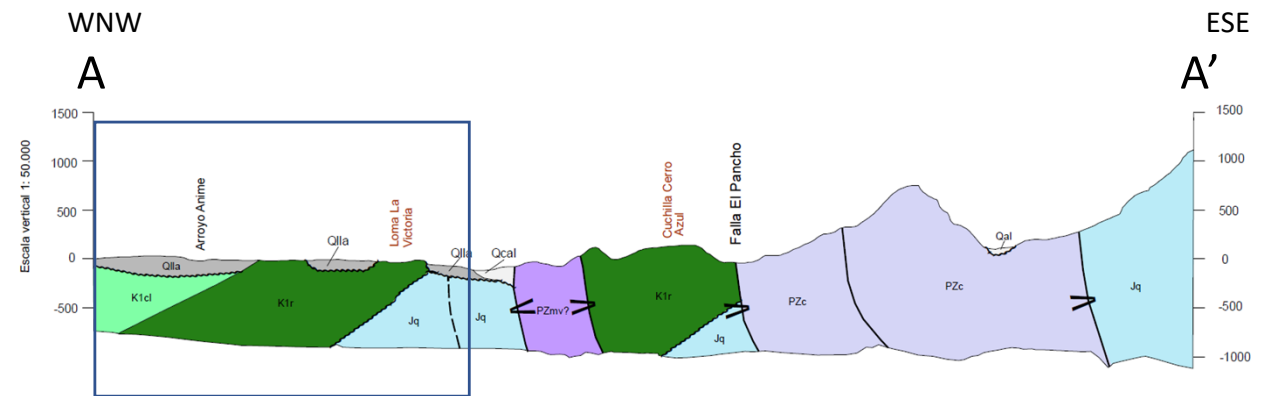 WNW
ESE
A
A'
1500
1000
500
0
-500
Escala vertical 1: 50.000
Arroyo Anime
Qlla
Loma La
Victoria
Qlla
Qcal
Cuchilla Cerro
Azul
Falla El Pancho
Qal
1500
1000
500
0
-500
-1000
Qlla
K1cl
K1r
Jq
Jq
PZmv?
K1r
Jq
PZc
PZc
Jq